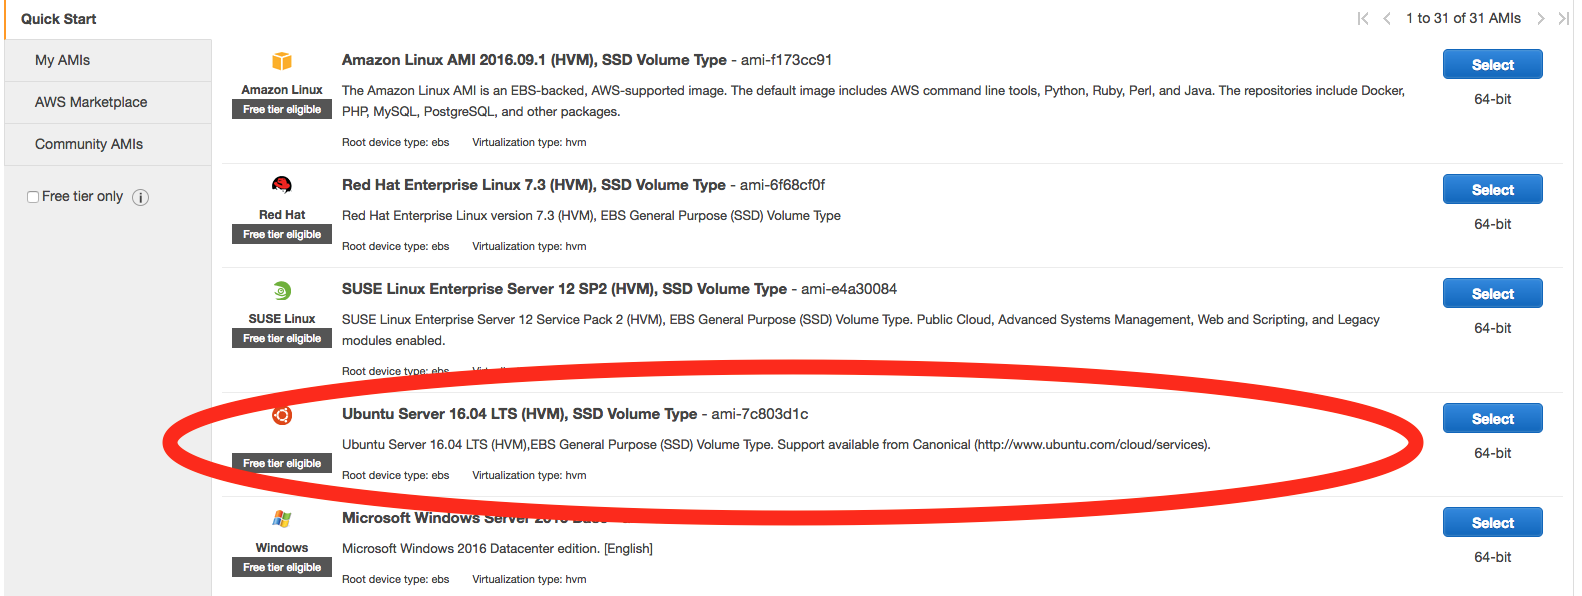 Quick Start
1 to 31 of 31 AMIs
My AMIs
AWS Marketplace
Community AMIs
Free tier only
Amazon Linux
Free tier eligible
Amazon Linux AMI 2016.09.1 (HVM), SSD Volume Type - ami-f173cc91
The Amazon Linux AMI is an EBS-backed, AWS-supported image. The default image includes AWS command line tools, Python, Ruby, Perl, and Java. The repositories include Docker,
PHP, MySQL, PostgreSQL, and other packages.
Root device type: ebs Virtualization type: hvm
Select
64-bit
Red Hat
Free tier eligible
Red Hat Enterprise Linux 7.3 (HVM), SSD Volume Type - ami-6f68cf0f
Red Hat Enterprise Linux version 7.3 (HVM), EBS General Purpose (SSD) Volume Type
Root device type: ebs Virtualization type: hvm
Select
64-bit
SUSE Linux
Free tier eligible
SUSE Linux Enterprise Server 12 SP2 (HVM), SSD Volume Type - ami-e4a30084
SUSE Linux Enterprise Server 12 Service Pack 2 (HVM), EBS General Purpose (SSD) Volume Type. Public Cloud, Advanced Systems Management, Web and Scripting, and Legacy
modules enabled.
Root device type: ebs
Select
64-bit
Free tier eligible
Ubuntu Server 16.04 LTS (HVM), SSD Volume Type - ami-7c803d1c
Ubuntu Server 16.04 LTS (HVM),EBS General Purpose (SSD) Volume Type. Support available from Canonical (http://www.ubuntu.com/cloud/services).
Root device type: ebs Virtualization type: hvm
Select
64-bit
Windows
Free tier eligible
Microsoft Windows Server 2016 Base
Microsoft Windows 2016 Datacenter edition. [English]
Root device type: ebs Virtualization type: hvm
Select
64-bit